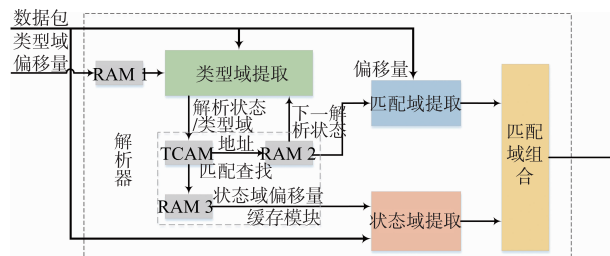 数据包
类型域
偏移量
RAM 1
类型域提取
偏移量
匹配域提取
解析状态
/类型域
下一解
析状态
地址
TCAM
RAM 2
匹配查找
解析器
RAM 3
状态域偏移量
缓存模块
状态域提取
匹配
域组
合